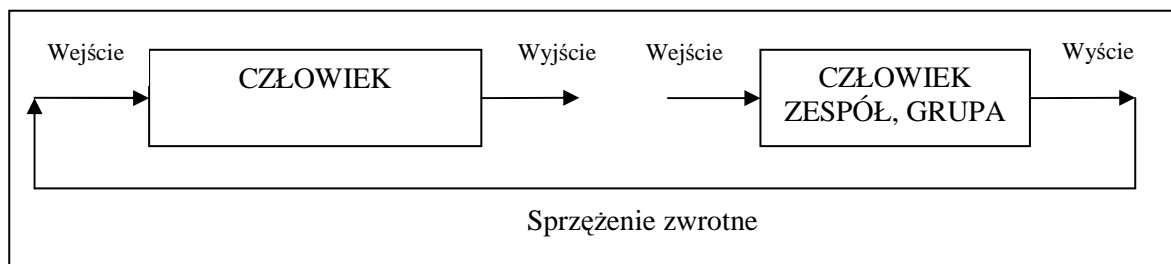 Wejście
Wyjście
Wejście
Wyście
CZŁOWIEK
CZŁOWIEK
ZESPÓŁ, GRUPA
Sprzężenie zwrotne